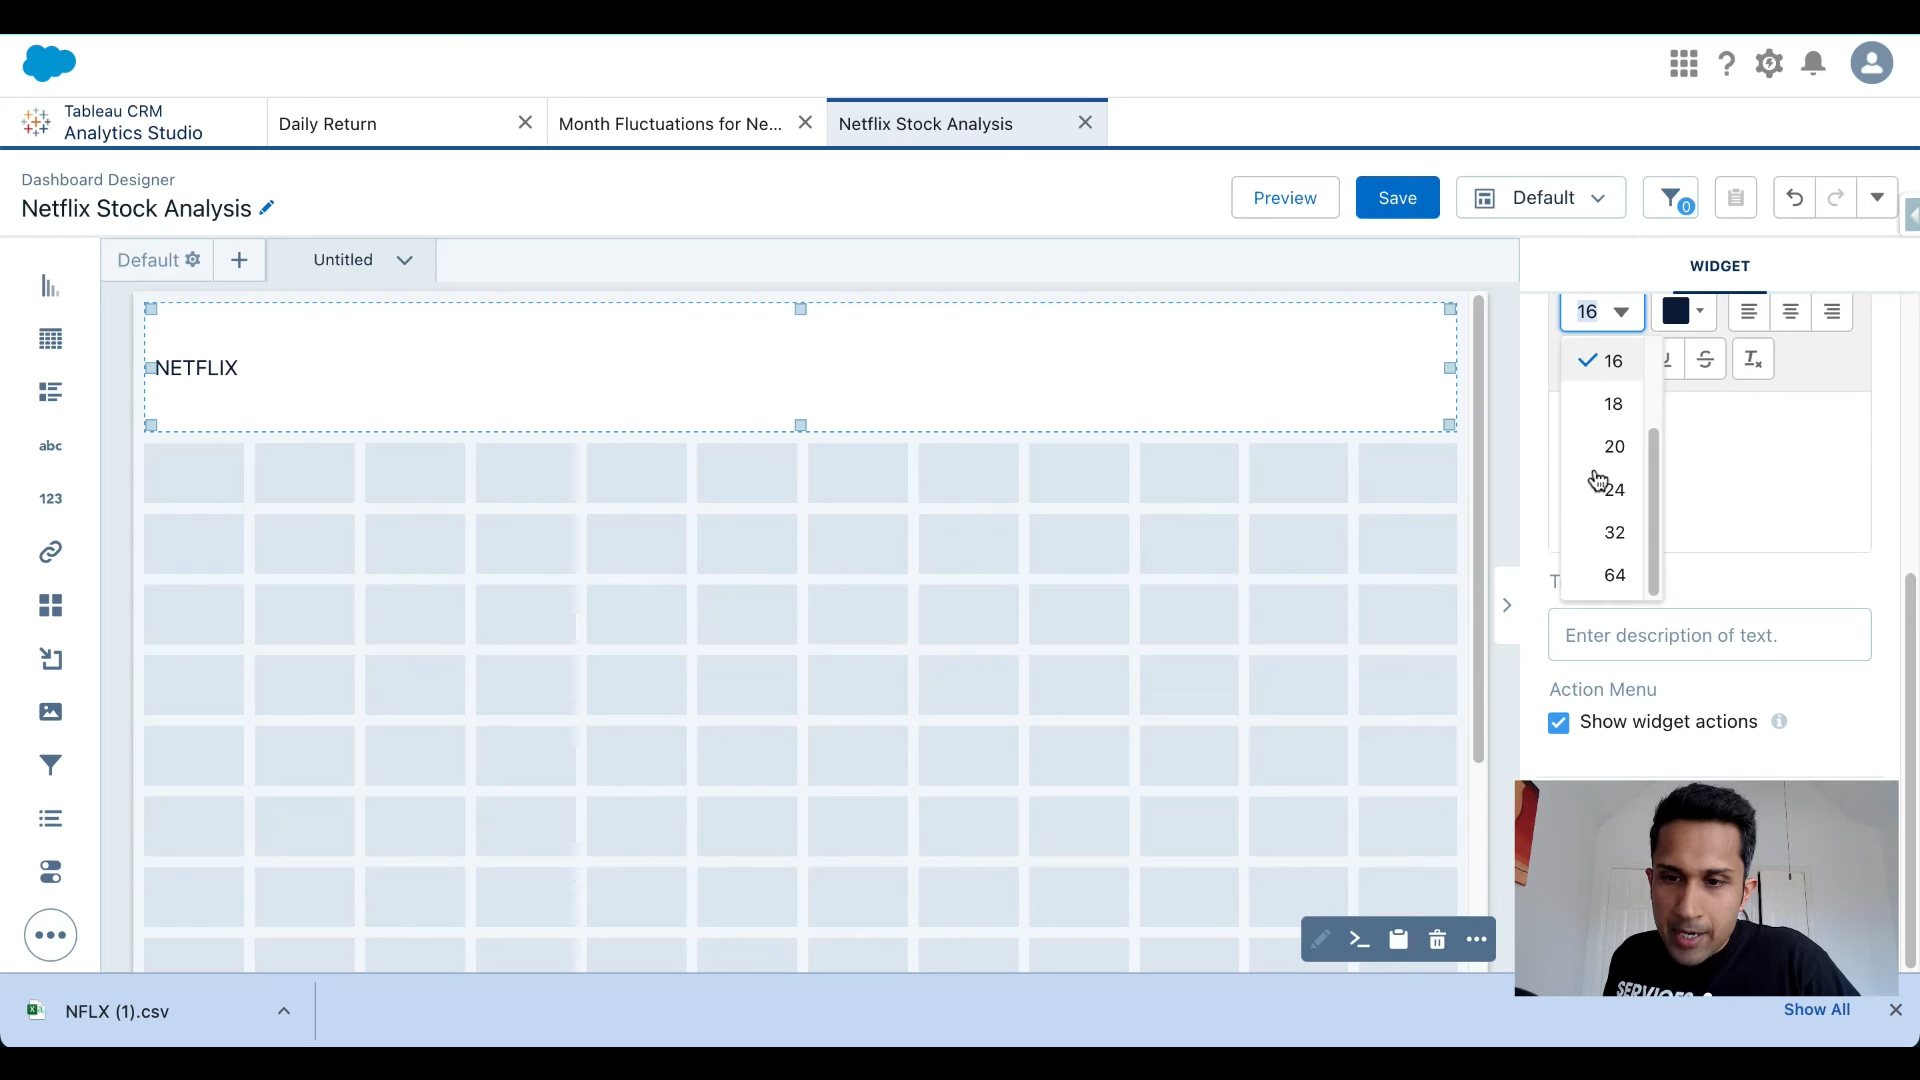 Tableau CRM
Analytics Studio
Daily Return
Month Fluctuations for Ne...
Netflix Stock Analysis
Dashboard Designer
Netflix Stock Analysis
Preview
Save
Default
0
Default
Untitled
WIDGET
NETFLIX
16
16
18
20
24
32
64
abc
123
Enter description of text.
Action Menu
Show widget actions
NFLX (1).csv
Show All